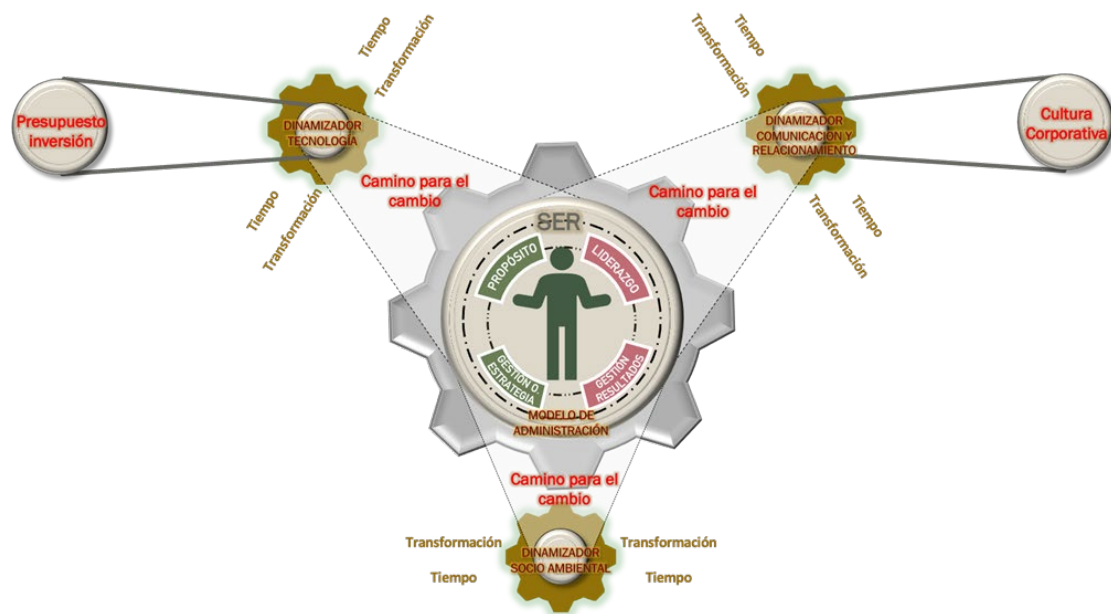 Tiempo
Transformación
Tiempo
Transformación
Presupuesto
inversión
DINAMIZADOR
TECNOLOGÍA
DINAMIZADOR
COMUNICACIÓN Y
RELACIONAMIENTO
Cultura
Corporativa
Camino para el
cambio
Camino para el
cambio
Tiempo
Transformación
Tiempo
Transformación
SER
PROPÓSITO
LIDERAZGO
GESTIÓN O.
ESTRATEGIA
GESTIÓN
RESULTADOS
MODELO DE
ADMINISTRACIÓN
Camino para el
cambio
Transformación
Tiempo
DINAMIZADOR
SOCIO AMBIENTAL
Transformación
Tiempo